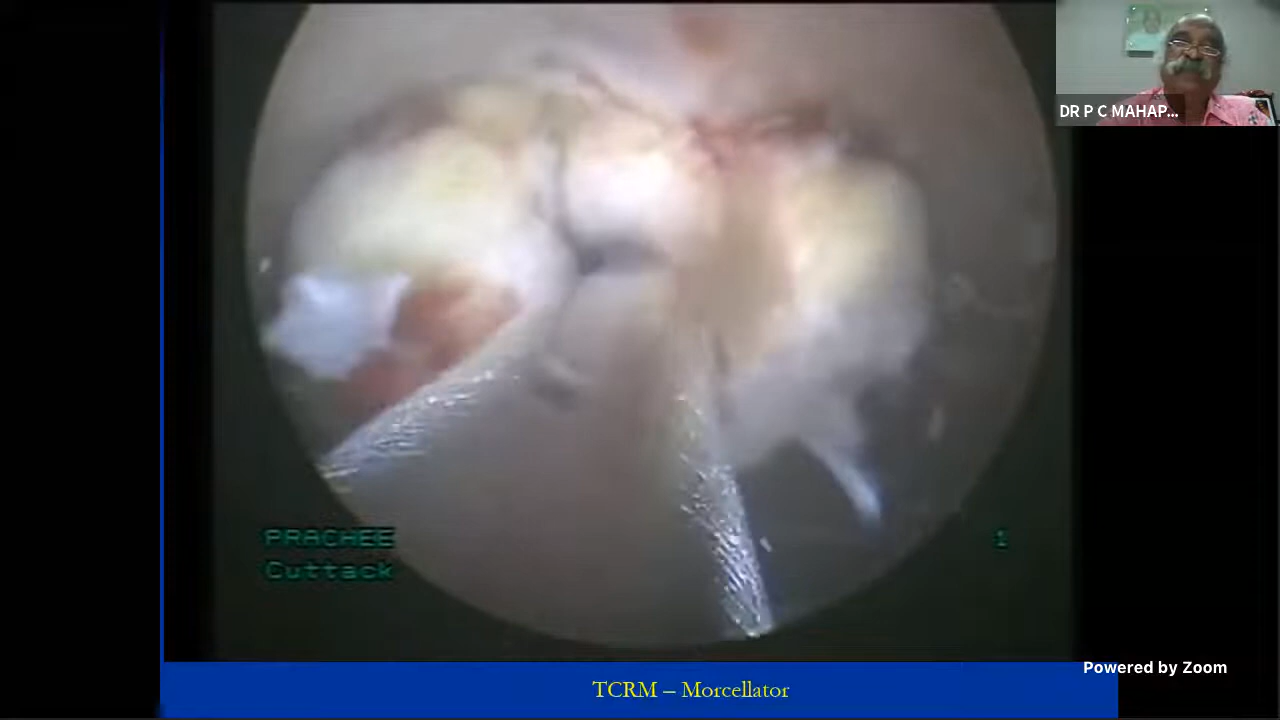 DR P C MAHAP...
PRACHEE
1
Cuttack
Powered by Zoom
TCRM – Morcellator